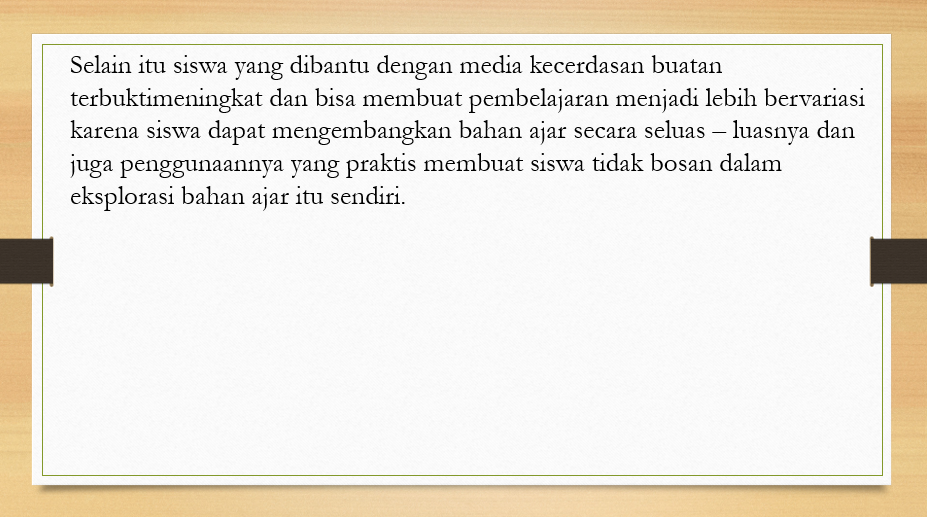 Selain itu siswa yang dibantu dengan media kecerdasan buatan
terbuktimeningkat dan bisa membuat pembelajaran menjadi lebih bervariasi
karena siswa dapat mengembangkan bahan ajar secara seluas – luasnya dan
juga penggunaannya yang praktis membuat siswa tidak bosan dalam
eksplorasi bahan ajar itu sendiri.